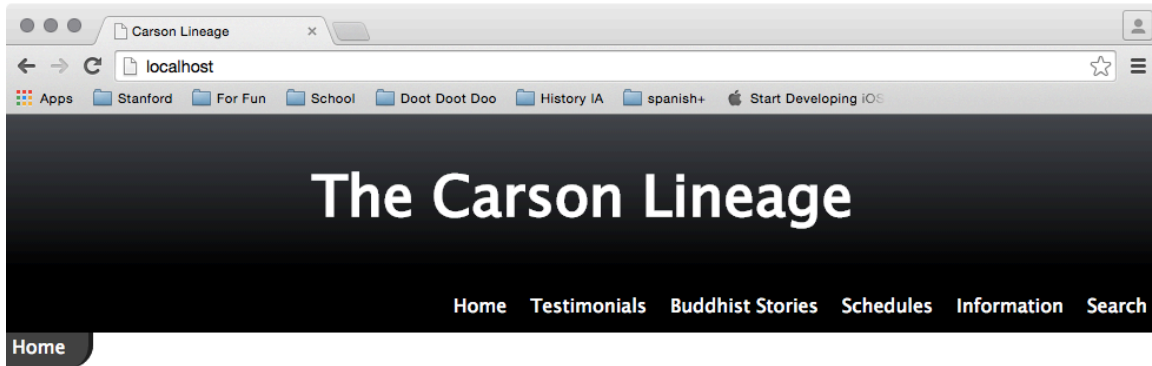 Carson Lineage
localhost
Apps Stanford For Fun School Doot Doot Doo History IA spanish+ Start Developing iOS
The Carson Lineage
Home Testimonials Buddhist Stories Schedules Information Search
Home